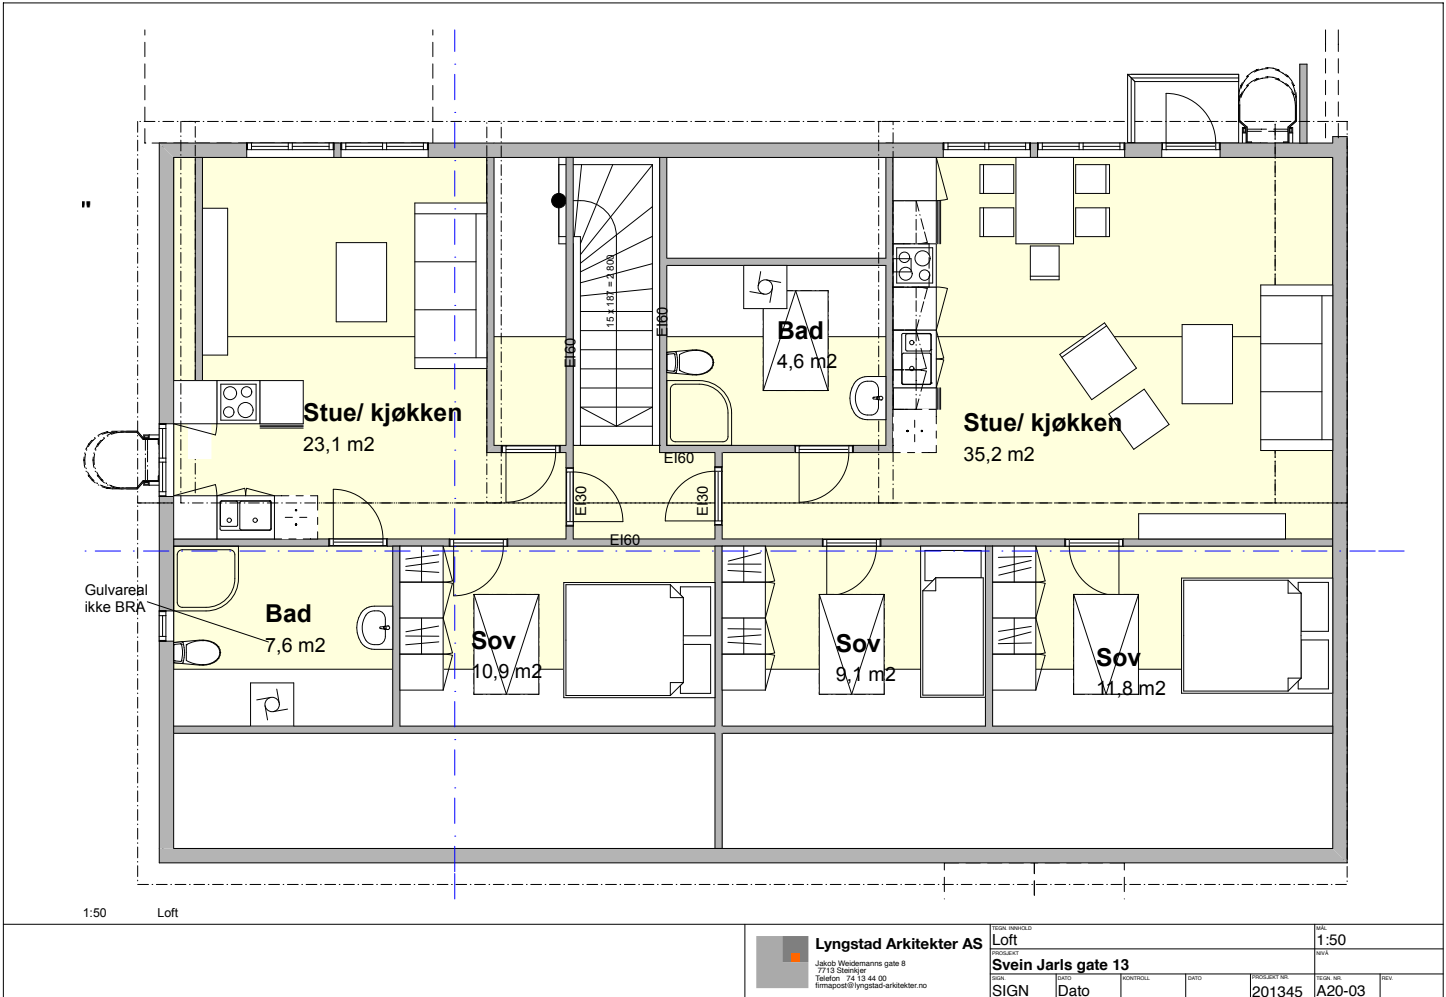 "
15 x 187 = 2 800
EI60
EI60
Bad
4,6 m2
Stue/ kjøkken
23,1 m2
Stue/ kjøkken
35,2 m2
EI60
EI30
EI30
EI60
Gulvareal
ikke BRA
Bad
7,6 m2
Sov
10,9 m2
Sov
9,1 m2
Sov
11,8 m2
1:50 Loft
Lyngstad Arkitekter AS
Jakob Weidemanns gate 8
7713 Steinkjer
Telefon 74 13 44 00
firmapost@lyngstad-arkitekter.no
TEGN. INNHOLD
Loft
MÅL
1:50
PROSJEKT
Svein Jarls gate 13
NIVÅ
SIGN.
SIGN
DATO
Dato
KONTROLL
DATO
PROSJEKT NR.
201345
TEGN. NR.
A20-03
REV.